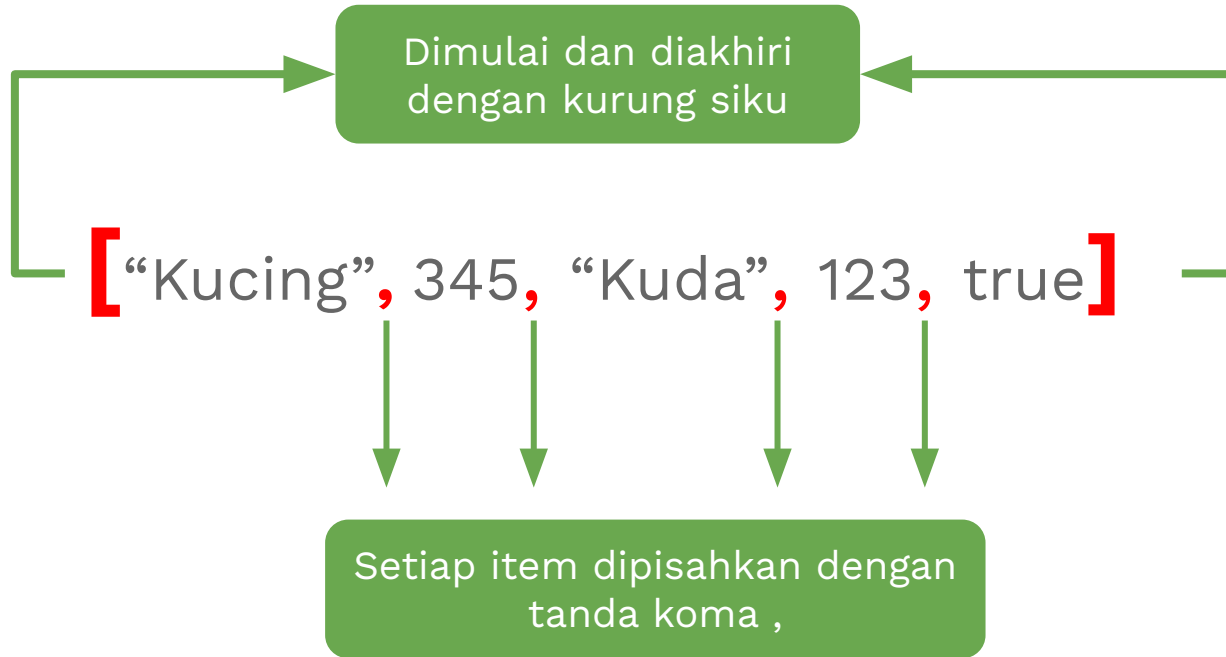 Dimulai dan diakhiri
dengan kurung siku
[“Kucing”, 345, “Kuda”, 123, true]
Setiap item dipisahkan dengan
tanda koma ,